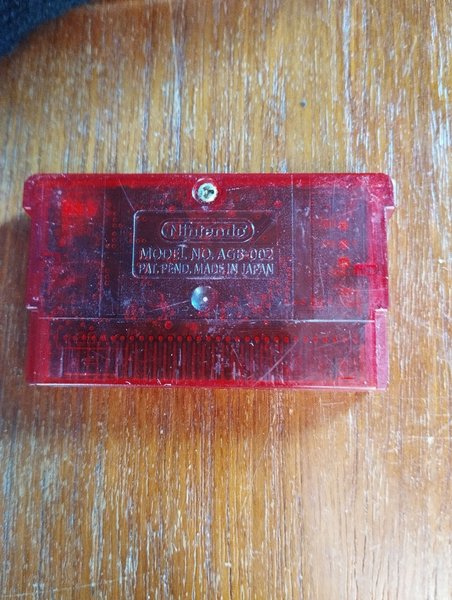 Nintendo
MODEL NO. AGB-002
PAT. PEND. MADE IN JAPAN